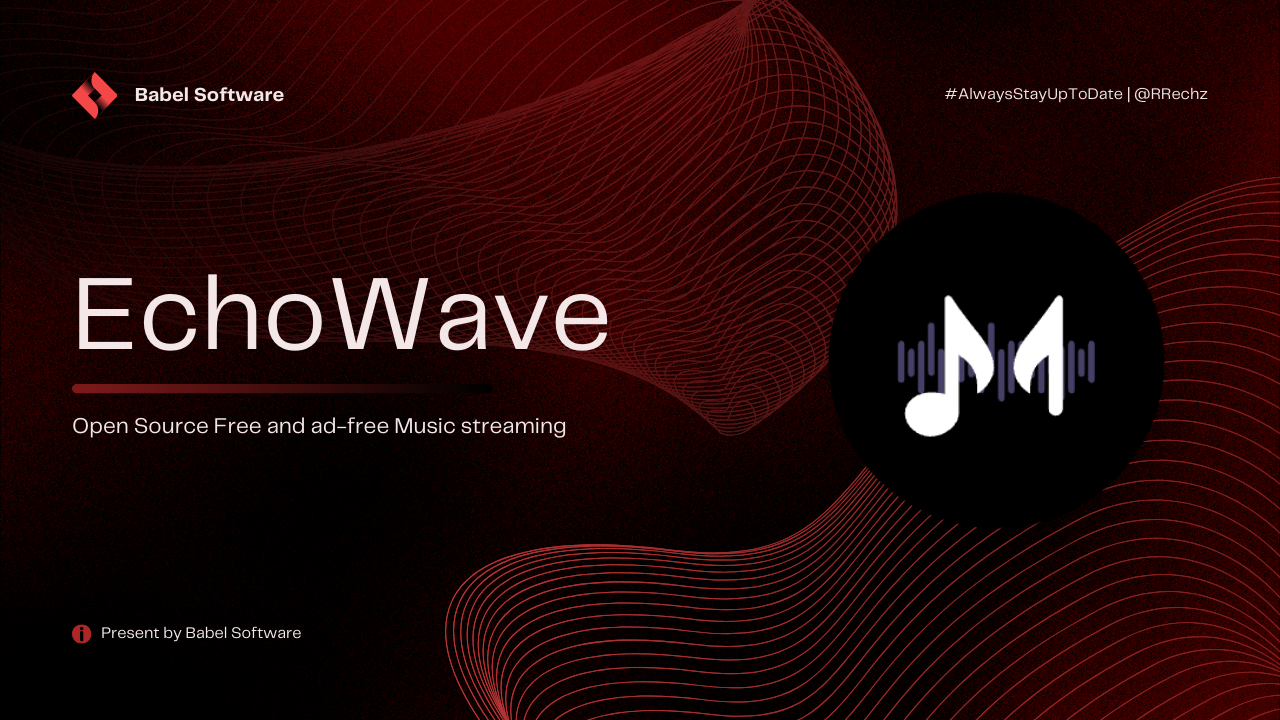 Babel Software
#AlwaysStayUpToDate | @RRechz
EchoWave
Open Source Free and ad-free Music streaming
Present by Babel Software